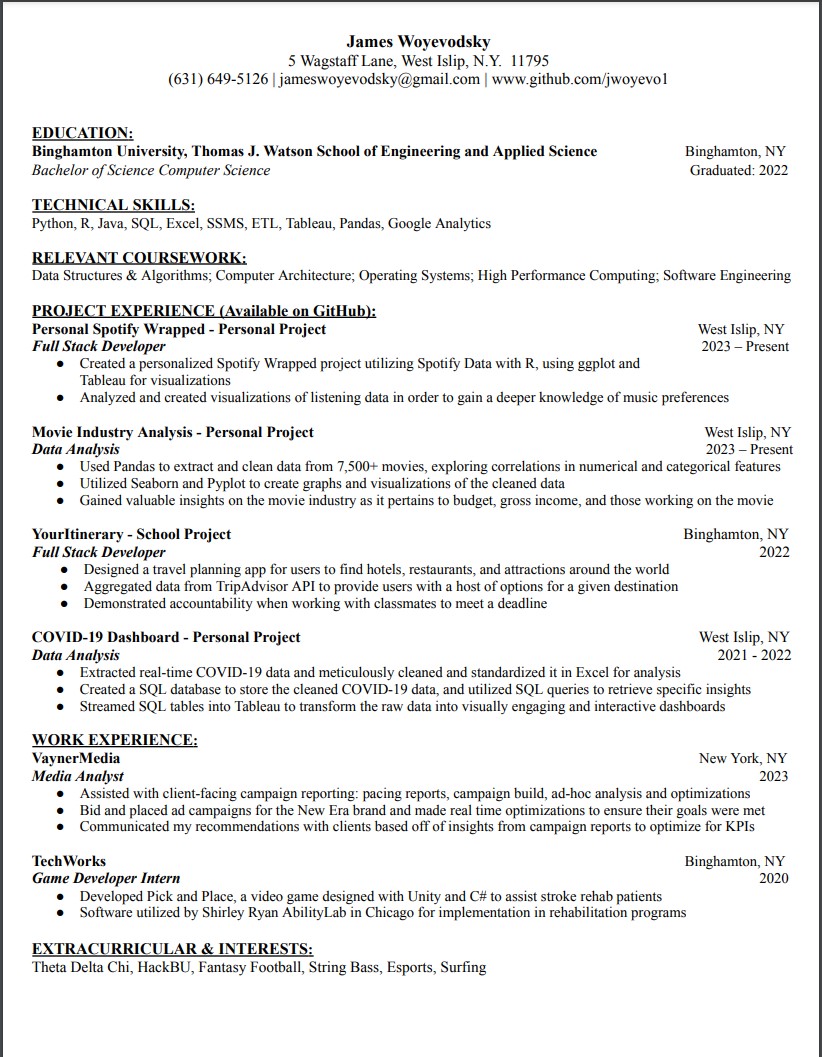 James Woyevodsky
5 Wagstaff Lane, West Islip, N.Y. 11795
(631) 649-5126 | jameswoyevodsky@gmail.com | www.github.com/jwoyevo1
EDUCATION:
Binghamton University, Thomas J. Watson School of Engineering and Applied Science Binghamton, NY
Bachelor of Science Computer Science Graduated: 2022
TECHNICAL SKILLS:
Python, R, Java, SQL, Excel, SSMS, ETL, Tableau, Pandas, Google Analytics
RELEVANT COURSEWORK:
Data Structures & Algorithms; Computer Architecture; Operating Systems; High Performance Computing; Software Engineering
PROJECT EXPERIENCE (Available on GitHub):
Personal Spotify Wrapped - Personal Project West Islip, NY
Full Stack Developer 2023 – Present
● Created a personalized Spotify Wrapped project utilizing Spotify Data with R, using ggplot and
Tableau for visualizations
● Analyzed and created visualizations of listening data in order to gain a deeper knowledge of music preferences
Movie Industry Analysis - Personal Project West Islip, NY
Data Analysis 2023 – Present
● Used Pandas to extract and clean data from 7,500+ movies, exploring correlations in numerical and categorical features
● Utilized Seaborn and Pyplot to create graphs and visualizations of the cleaned data
● Gained valuable insights on the movie industry as it pertains to budget, gross income, and those working on the movie
YourItinerary - School Project Binghamton, NY
Full Stack Developer 2022
● Designed a travel planning app for users to find hotels, restaurants, and attractions around the world
● Aggregated data from TripAdvisor API to provide users with a host of options for a given destination
● Demonstrated accountability when working with classmates to meet a deadline
COVID-19 Dashboard - Personal Project West Islip, NY
Data Analysis 2021 - 2022
● Extracted real-time COVID-19 data and meticulously cleaned and standardized it in Excel for analysis
● Created a SQL database to store the cleaned COVID-19 data, and utilized SQL queries to retrieve specific insights
● Streamed SQL tables into Tableau to transform the raw data into visually engaging and interactive dashboards
WORK EXPERIENCE:
VaynerMedia New York, NY
Media Analyst 2023
● Assisted with client-facing campaign reporting: pacing reports, campaign build, ad-hoc analysis and optimizations
● Bid and placed ad campaigns for the New Era brand and made real time optimizations to ensure their goals were met
● Communicated my recommendations with clients based off of insights from campaign reports to optimize for KPIs
TechWorks Binghamton, NY
Game Developer Intern 2020
● Developed Pick and Place, a video game designed with Unity and C# to assist stroke rehab patients
● Software utilized by Shirley Ryan AbilityLab in Chicago for implementation in rehabilitation programs
EXTRACURRICULAR & INTERESTS:
Theta Delta Chi, HackBU, Fantasy Football, String Bass, Esports, Surfing